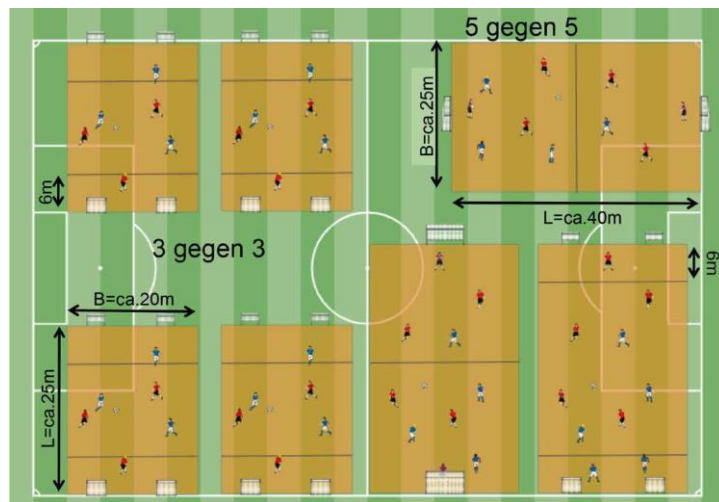 5 gegen 5
B=ca.25m
6m
L=ca.40m
3 gegen 3
6m
B=ca.20m
L=ca.25m